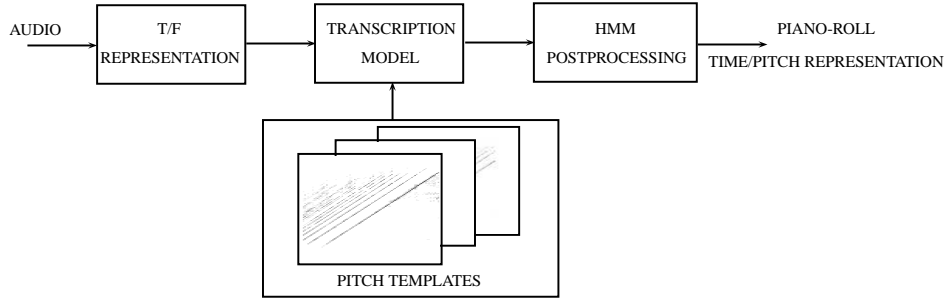 AUDIO
T/F
REPRESENTATION
TRANSCRIPTION
MODEL
HMM
POSTPROCESSING
PIANO-ROLL
TIME/PITCH REPRESENTATION
PITCH TEMPLATES